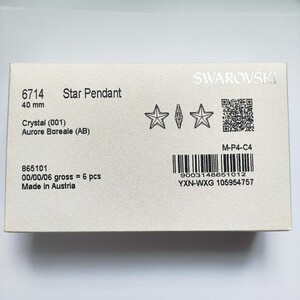 SWAROVSKI
6714 Star Pendant
40 mm
Crystal (001)
Aurore Boreale (AB)
M-P4-C4
865101
00/00/06 gross = 6 pcs
Made in Austria
9003148651012
YXN-WXG 105954757